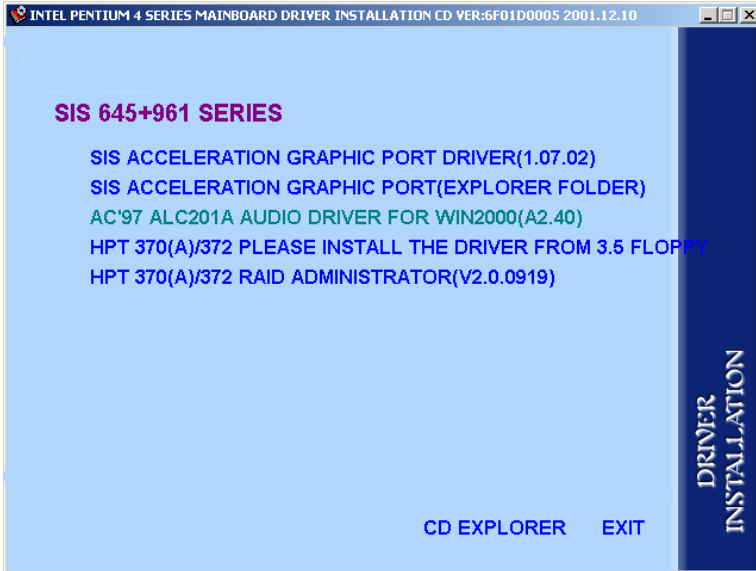 INTEL PENTIUM 4 SERIES MAINBOARD DRIVER INSTALLATION CD VER:6F01D0005 2001.12.10
SIS 645+961 SERIES
SIS ACCELERATION GRAPHIC PORT DRIVER(1.07.02)
SIS ACCELERATION GRAPHIC PORT(EXPLORER FOLDER)
AC'97 ALC201A AUDIO DRIVER FOR WIN2000(A2.40)
HPT 370(A)/372 PLEASE INSTALL THE DRIVER FROM 3.5 FLOPPY
HPT 370(A)/372 RAID ADMINISTRATOR(V2.0.0919)
CD EXPLORER EXIT
DRIVER
INSTALLATION